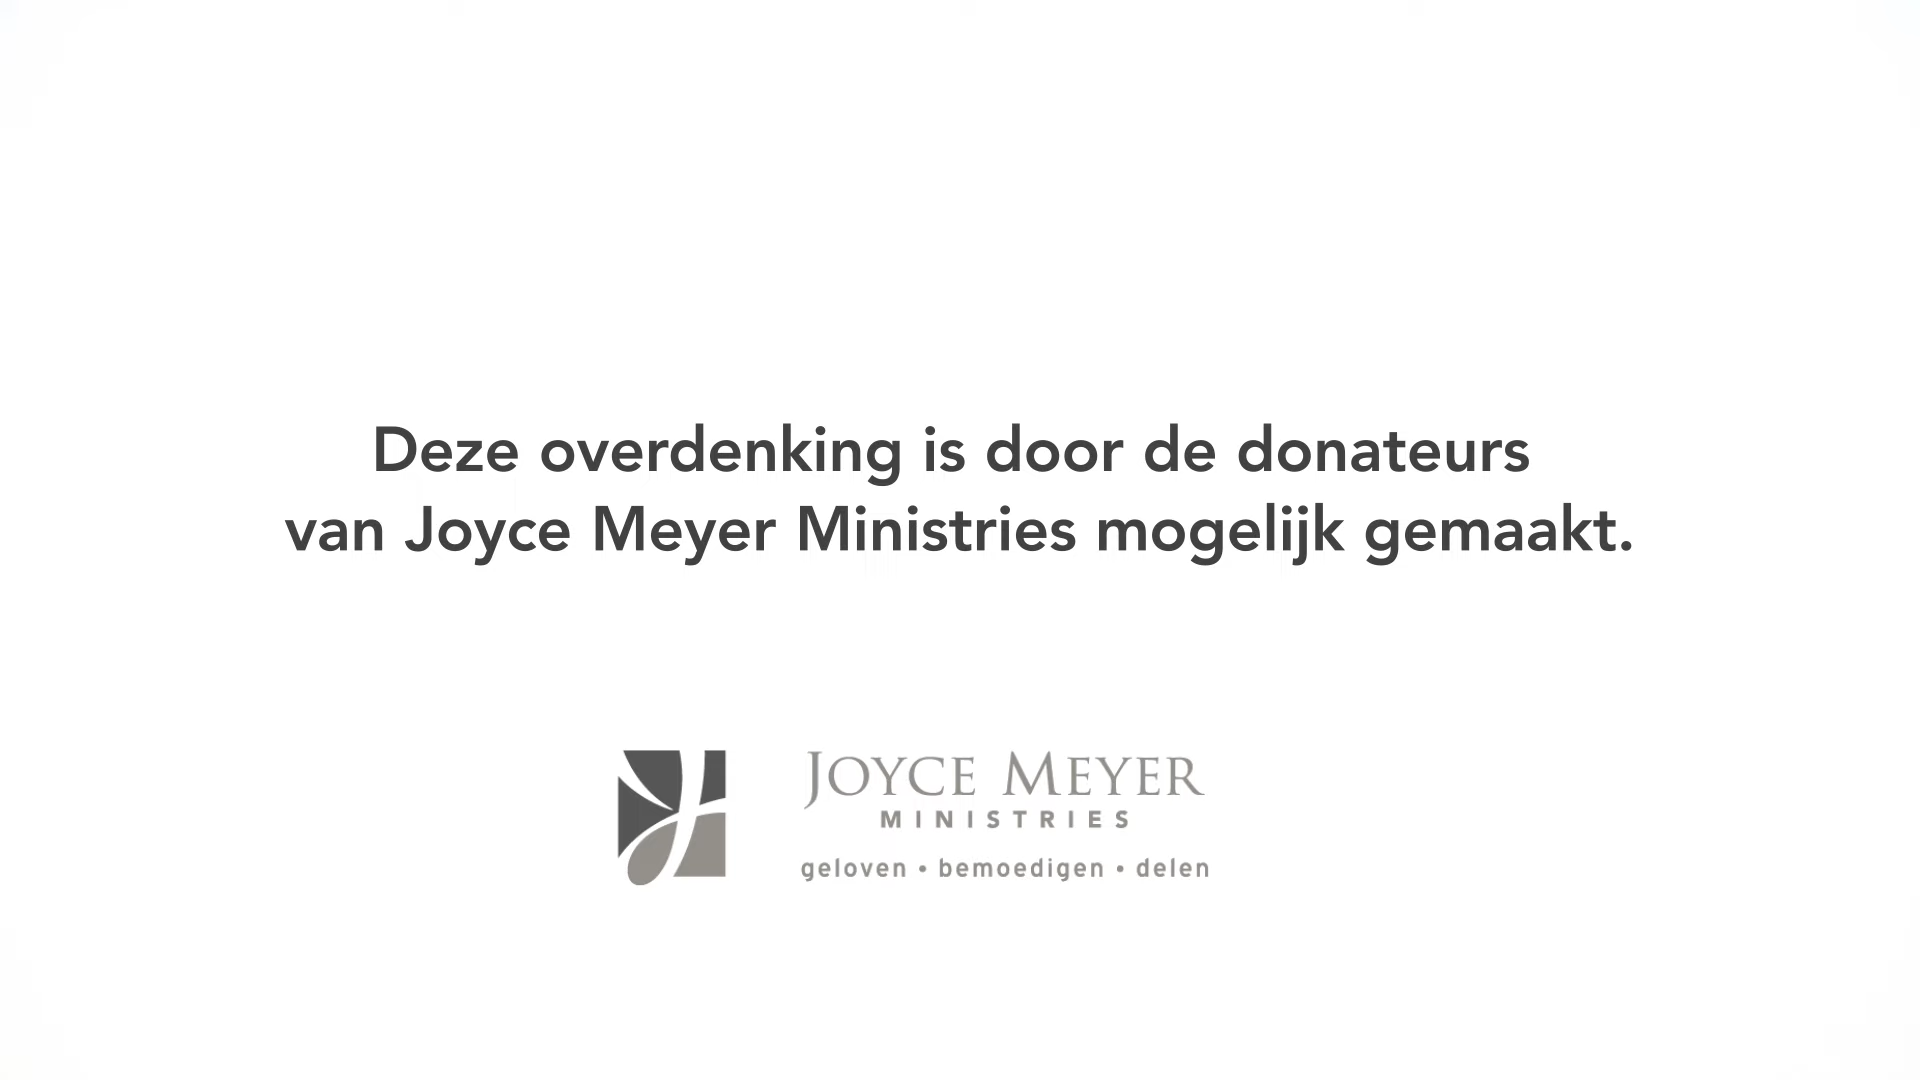 Deze overdenking is door de donateurs
van Joyce Meyer Ministries mogelijk gemaakt.
JOYCE MEYER
MINISTRIES
geloven • bemoedigen • delen